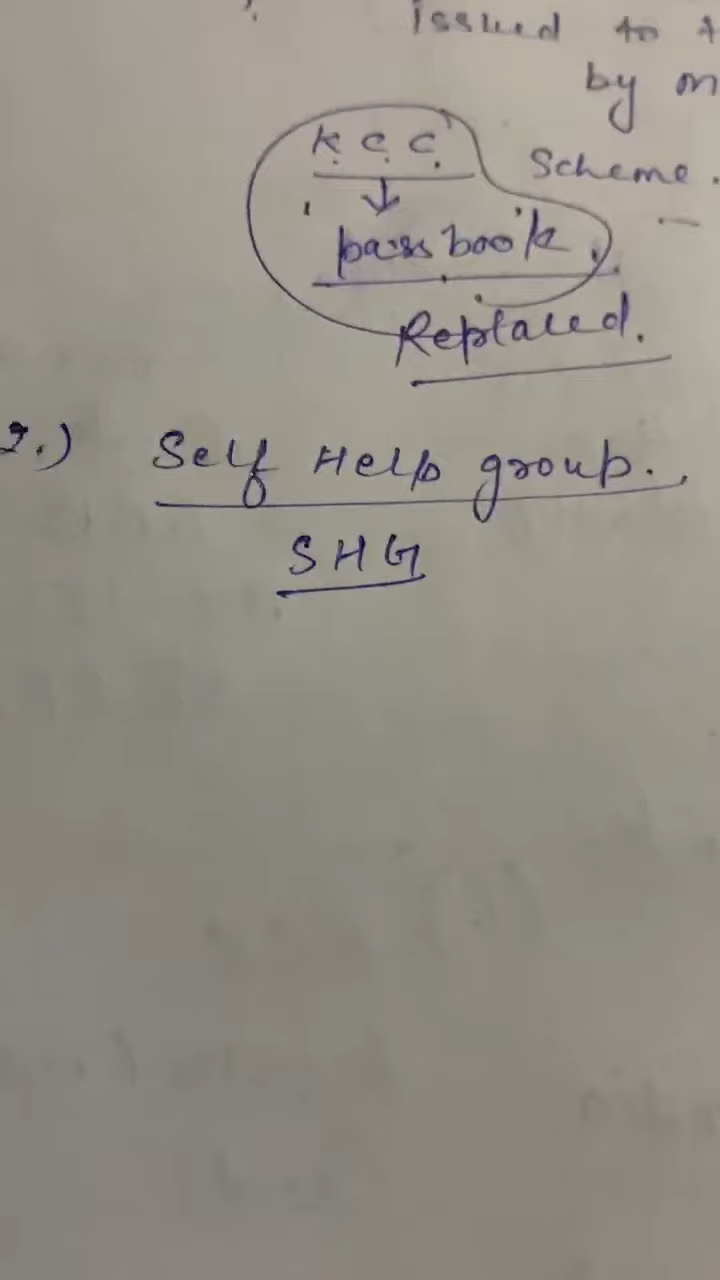 Issued to
by
K.C.C.
Scheme.
↓
passbook.
Replaced.
2.) Self Help group.
SHG